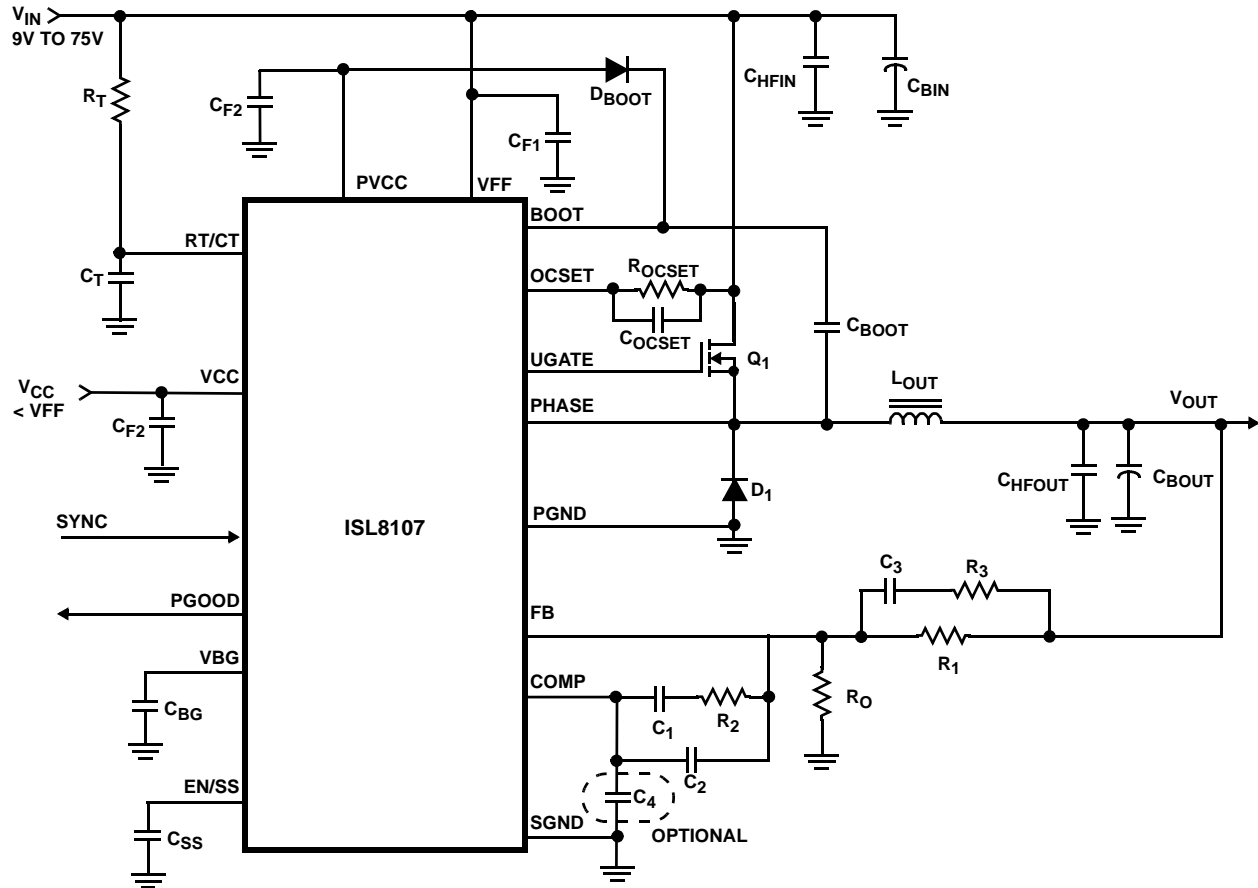 VIN
9V TO 75V
RT
CF2
DBOOT
CF1
CHFIN
CBIN
PVCC
VFF
BOOT
RT/CT
CT
OCSET
ROCSET
COCSET
CBOOT
UGATE
Q1
VCC
< VFF
VCC
CF2
PHASE
LOUT
VOUT
D1
CHFOUT
CBOUT
PGND
SYNC
ISL8107
PGOOD
FB
C3
R3
R1
VBG
CBG
COMP
C1
R2
RO
C2
C4
OPTIONAL
EN/SS
CSS
SGND